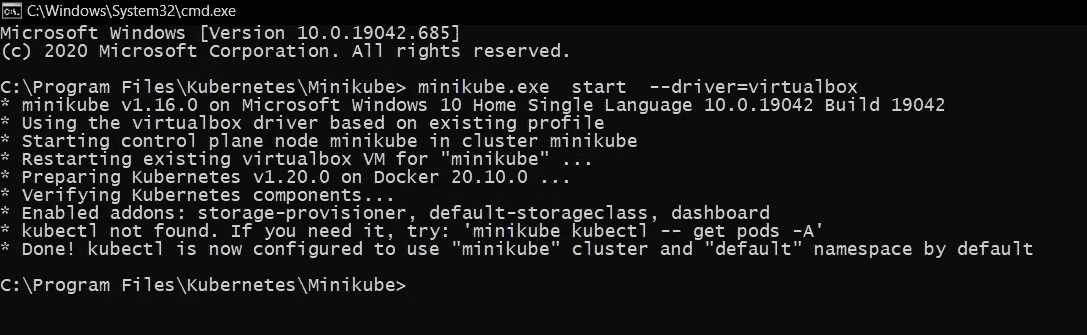 C:\Windows\System32\cmd.exe
Microsoft Windows [Version 10.0.19042.685]
(c) 2020 Microsoft Corporation. All rights reserved.
C:\Program Files\Kubernetes\Minikube> minikube.exe  start  --driver=virtualbox
* minikube v1.16.0 on Microsoft Windows 10 Home Single Language 10.0.19042 Build 19042
* Using the virtualbox driver based on existing profile
* Starting control plane node minikube in cluster minikube
* Restarting existing virtualbox VM for "minikube" ...
* Preparing Kubernetes v1.20.0 on Docker 20.10.0 ...
* Verifying Kubernetes components...
* Enabled addons: storage-provisioner, default-storageclass, dashboard
* kubectl not found. If you need it, try: 'minikube kubectl -- get pods -A'
* Done! kubectl is now configured to use "minikube" cluster and "default" namespace by default
C:\Program Files\Kubernetes\Minikube>